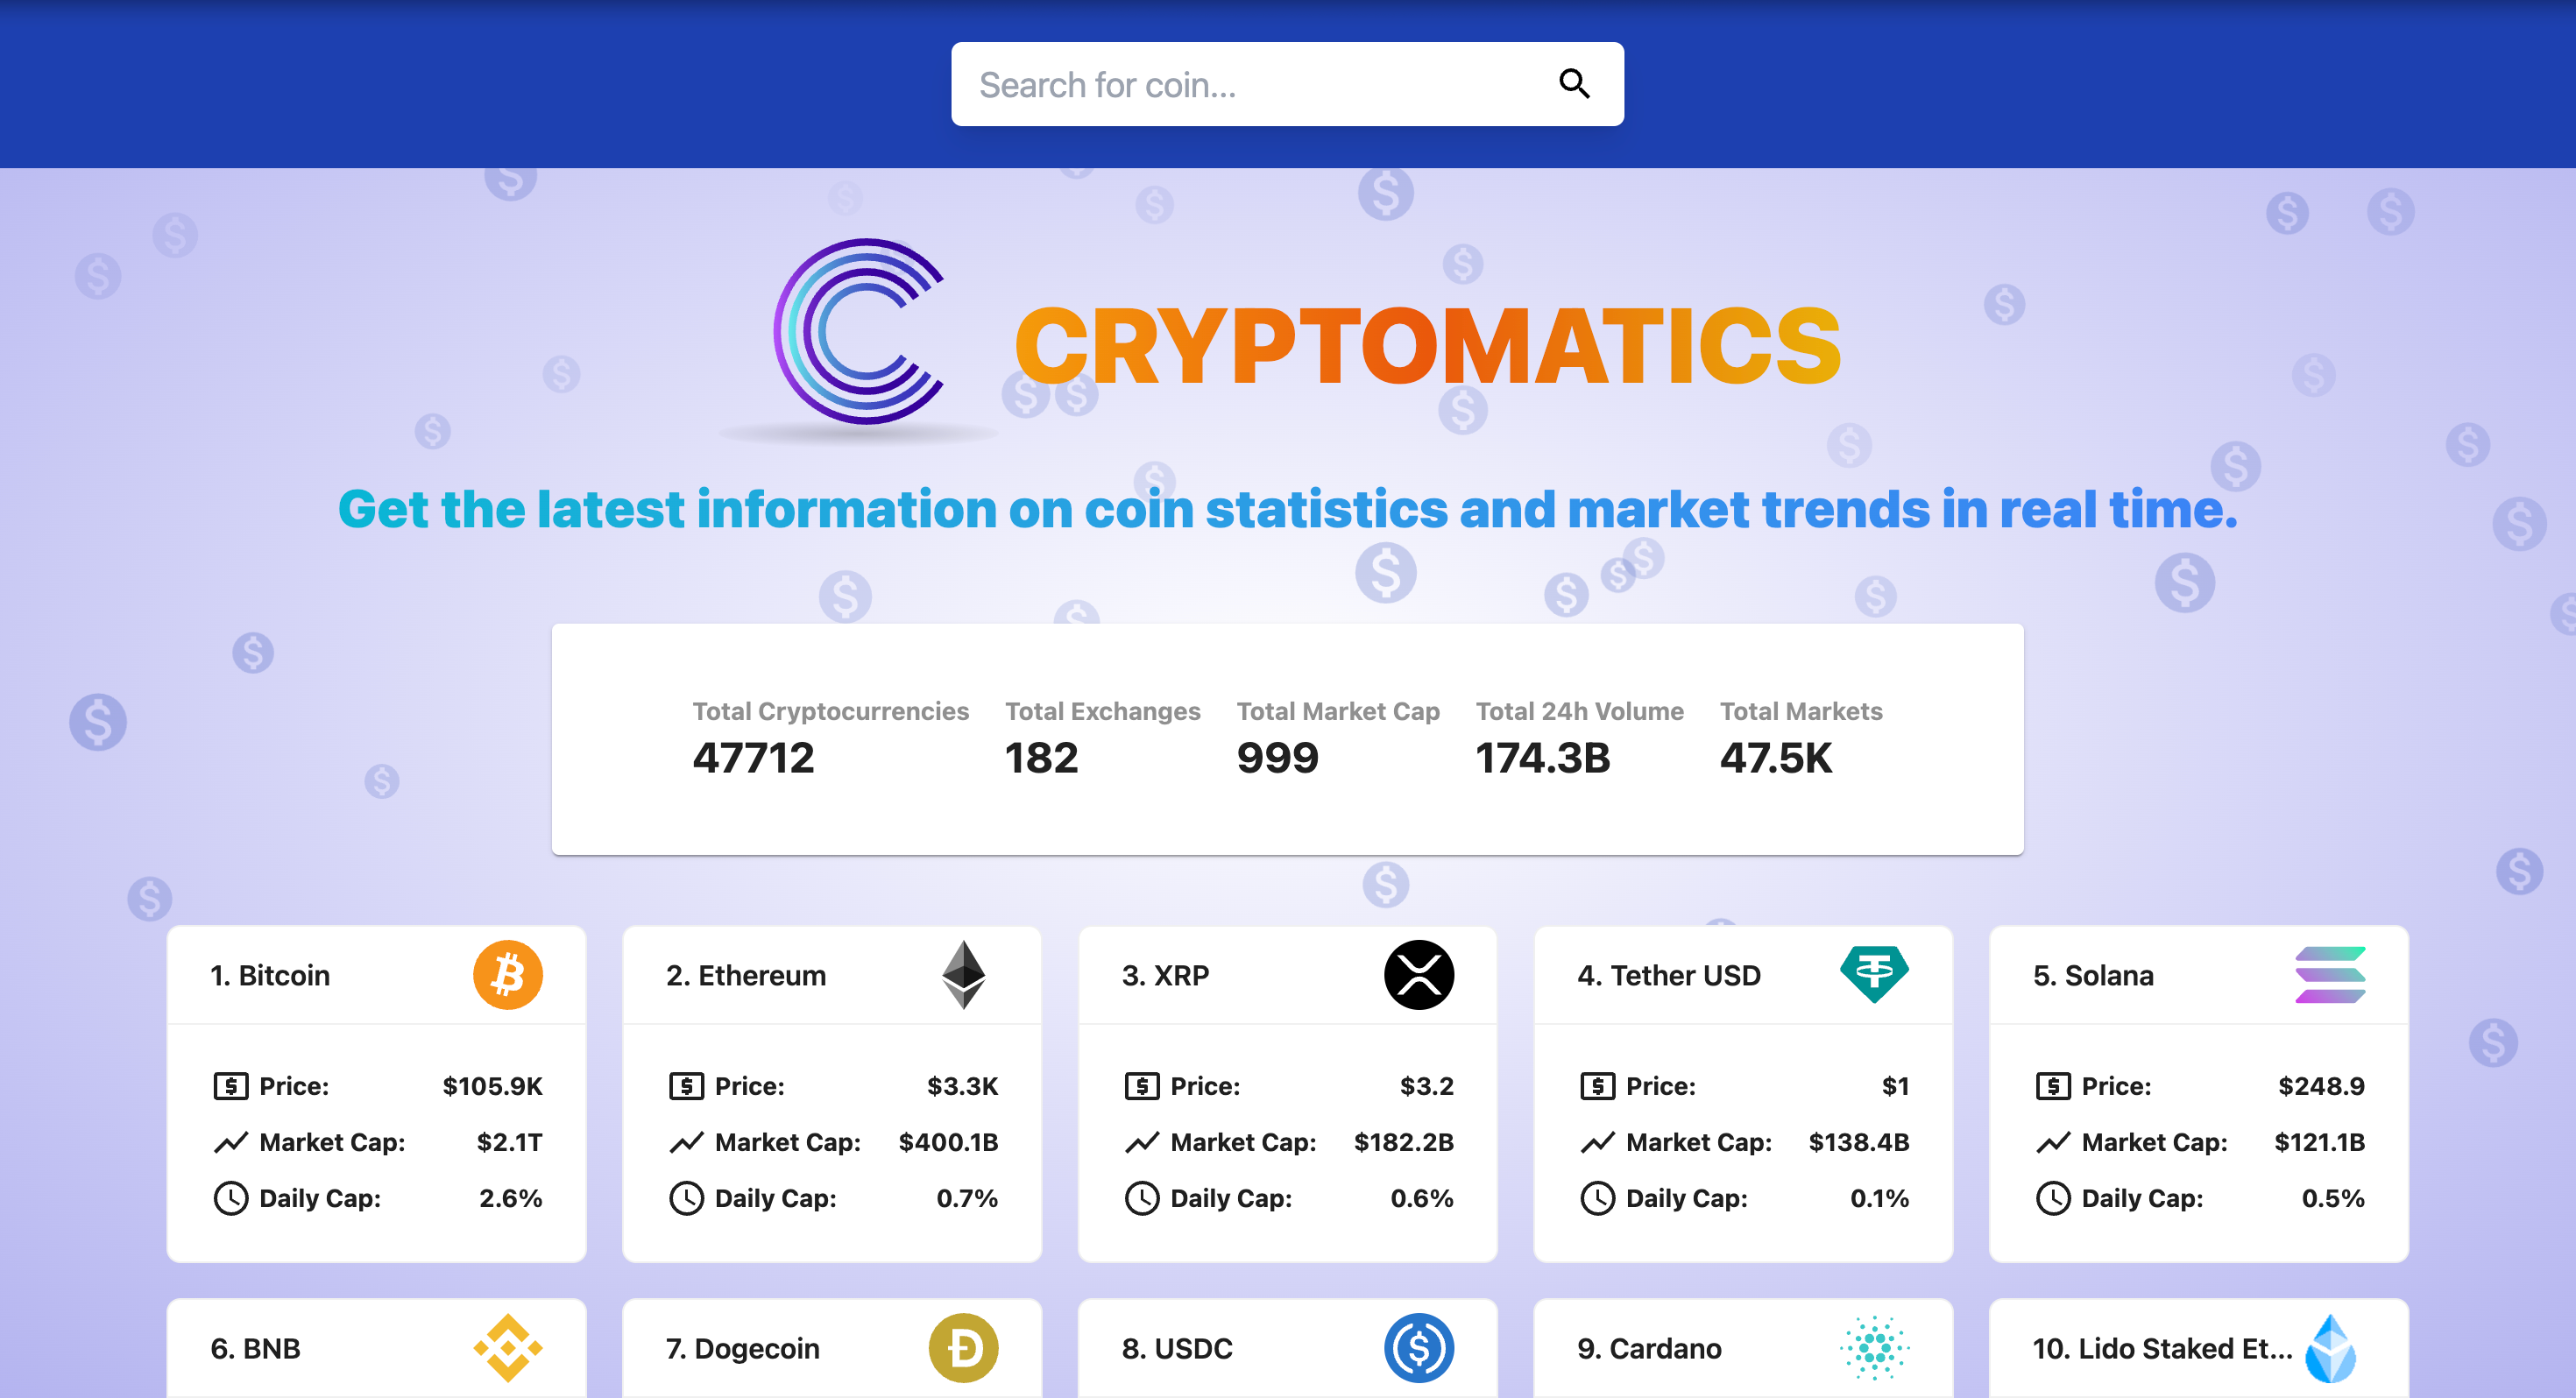 Search for coin...
CRYPTOMATICS
Get the latest information on coin statistics and market trends in real time.
Total Cryptocurrencies Total Exchanges Total Market Cap Total 24h Volume Total Markets
47712 182 999 174.3B 47.5K
1. Bitcoin
Price: $105.9K
Market Cap: $2.1T
Daily Cap: 2.6%
2. Ethereum
Price: $3.3K
Market Cap: $400.1B
Daily Cap: 0.7%
3. XRP
Price: $3.2
Market Cap: $182.2B
Daily Cap: 0.6%
4. Tether USD
Price: $1
Market Cap: $138.4B
Daily Cap: 0.1%
5. Solana
Price: $248.9
Market Cap: $121.1B
Daily Cap: 0.5%
6. BNB
7. Dogecoin
8. USDC
9. Cardano
10. Lido Staked Et...